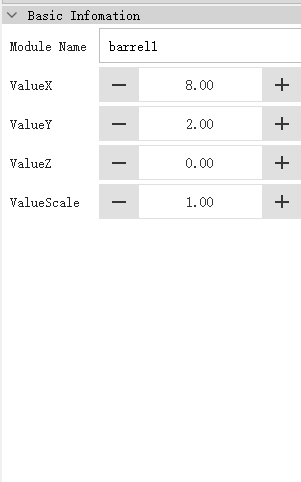 Basic Infomation
Module Name barrel1
ValueX 8.00
ValueY 2.00
ValueZ 0.00
ValueScale 1.00